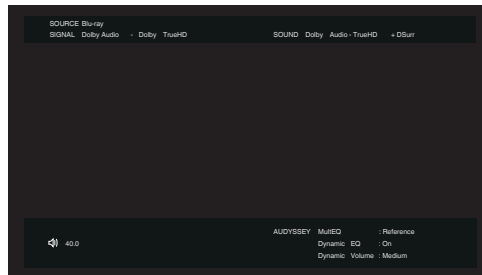 SOURCE Blu-ray
SIGNAL Dolby Audio - Dolby TrueHD SOUND Dolby Audio - TrueHD + DSurr
40.0
AUDYSSEY MultEQ : Reference
Dynamic EQ : On
Dynamic Volume : Medium